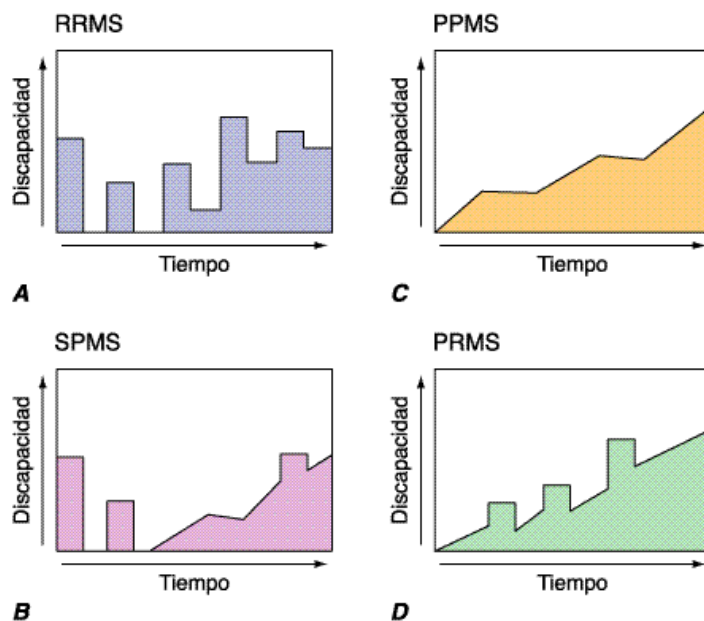 RRMS
Discapacidad
Tiempo
A
PPMS
Discapacidad
Tiempo
C
SPMS
Discapacidad
Tiempo
B
PRMS
Discapacidad
Tiempo
D